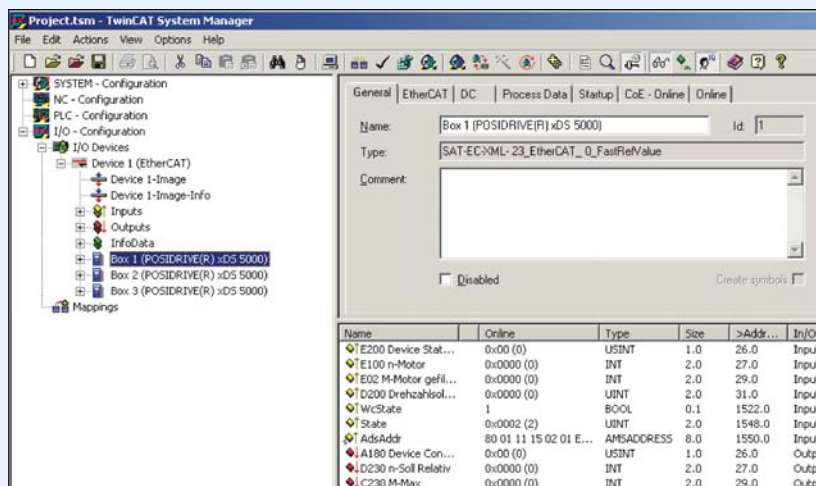 Project.tsm - TwinCAT System Manager
File Edit Actions View Options Help
SYSTEM - Configuration
NC - Configuration
PLC - Configuration
I/O - Configuration
I/O Devices
Device 1 (EtherCAT)
Device 1-Image
Device 1-Image-Info
Inputs
Outputs
InfoData
Box 1 (POSIDRIVE(R) xDS 5000)
Box 2 (POSIDRIVE(R) xDS 5000)
Box 3 (POSIDRIVE(R) xDS 5000)
Mappings
General EtherCAT DC Process Data Startup CoE - Online Online
Name: Box 1 (POSIDRIVE(R) xDS 5000) Id: 1
Type: SAT-EC-XML- 23_EtherCAT_ 0_FastRefValue
Comment:
Disabled Create symbols
Name Online Type Size >Addr... In/O
E200 Device Stat... 0x00 (0) USINT 1.0 26.0 Inpu
E100 n-Motor 0x0000 (0) INT 2.0 27.0 Inpu
E02 M-Motor gefil... 0x0000 (0) INT 2.0 29.0 Inpu
D200 Drehzahlsol... 0x0000 (0) UINT 2.0 31.0 Inpu
WcState 1 BOOL 0.1 1522.0 Inpu
State 0x0002 (2) UINT 2.0 1548.0 Inpu
AdsAddr 80 01 11 15 02 01 E... AMSADDRESS 8.0 1550.0 Inpu
A180 Device Con... 0x00 (0) USINT 1.0 26.0 Outp
D230 n-Soll Relativ 0x0000 (0) INT 2.0 27.0 Outp
C230 M-Max 0x0000 (0) INT 2.0 29.0 Outp